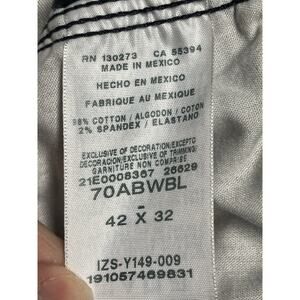 RN 130273 CA 55394
MADE IN MEXICO
HECHO EN MEXICO
FABRIQUE AU MEXIQUE
98% COTTON / ALGODON / COTON
2% SPANDEX / ELASTANO
EXCLUSIVE OF DECORATION/EXCEPTO
DECORACION/EXCLUSIVE OF TRIMMING/
GARNITURE NON COMPRISE
21E0008367 26629
70ABWBL
-
42 X 32
IZS-Y149-009
191057469831